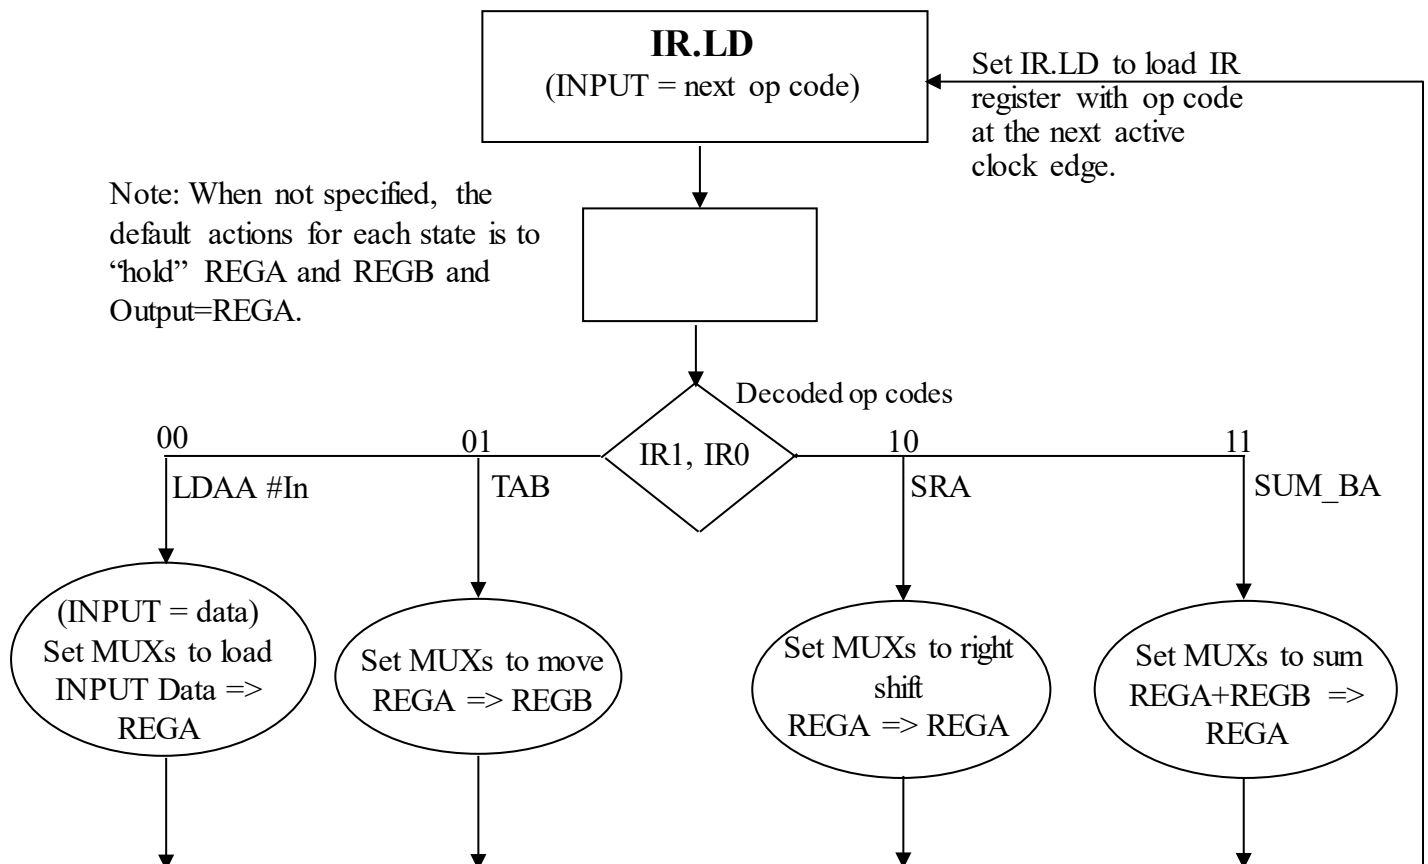 IR.LD
(INPUT = next op code)
Set IR.LD to load IR
register with op code
at the next active
clock edge.
Note: When not specified, the
default actions for each state is to
“hold” REGA and REGB and
Output=REGA.
Decoded op codes
IR1, IR0
00
01
10
11
LDAA #In
TAB
SRA
SUM_BA
(INPUT = data)
Set MUXs to load
INPUT Data =>
REGA
Set MUXs to move
REGA => REGB
Set MUXs to right
shift
REGA => REGA
Set MUXs to sum
REGA+REGB =>
REGA